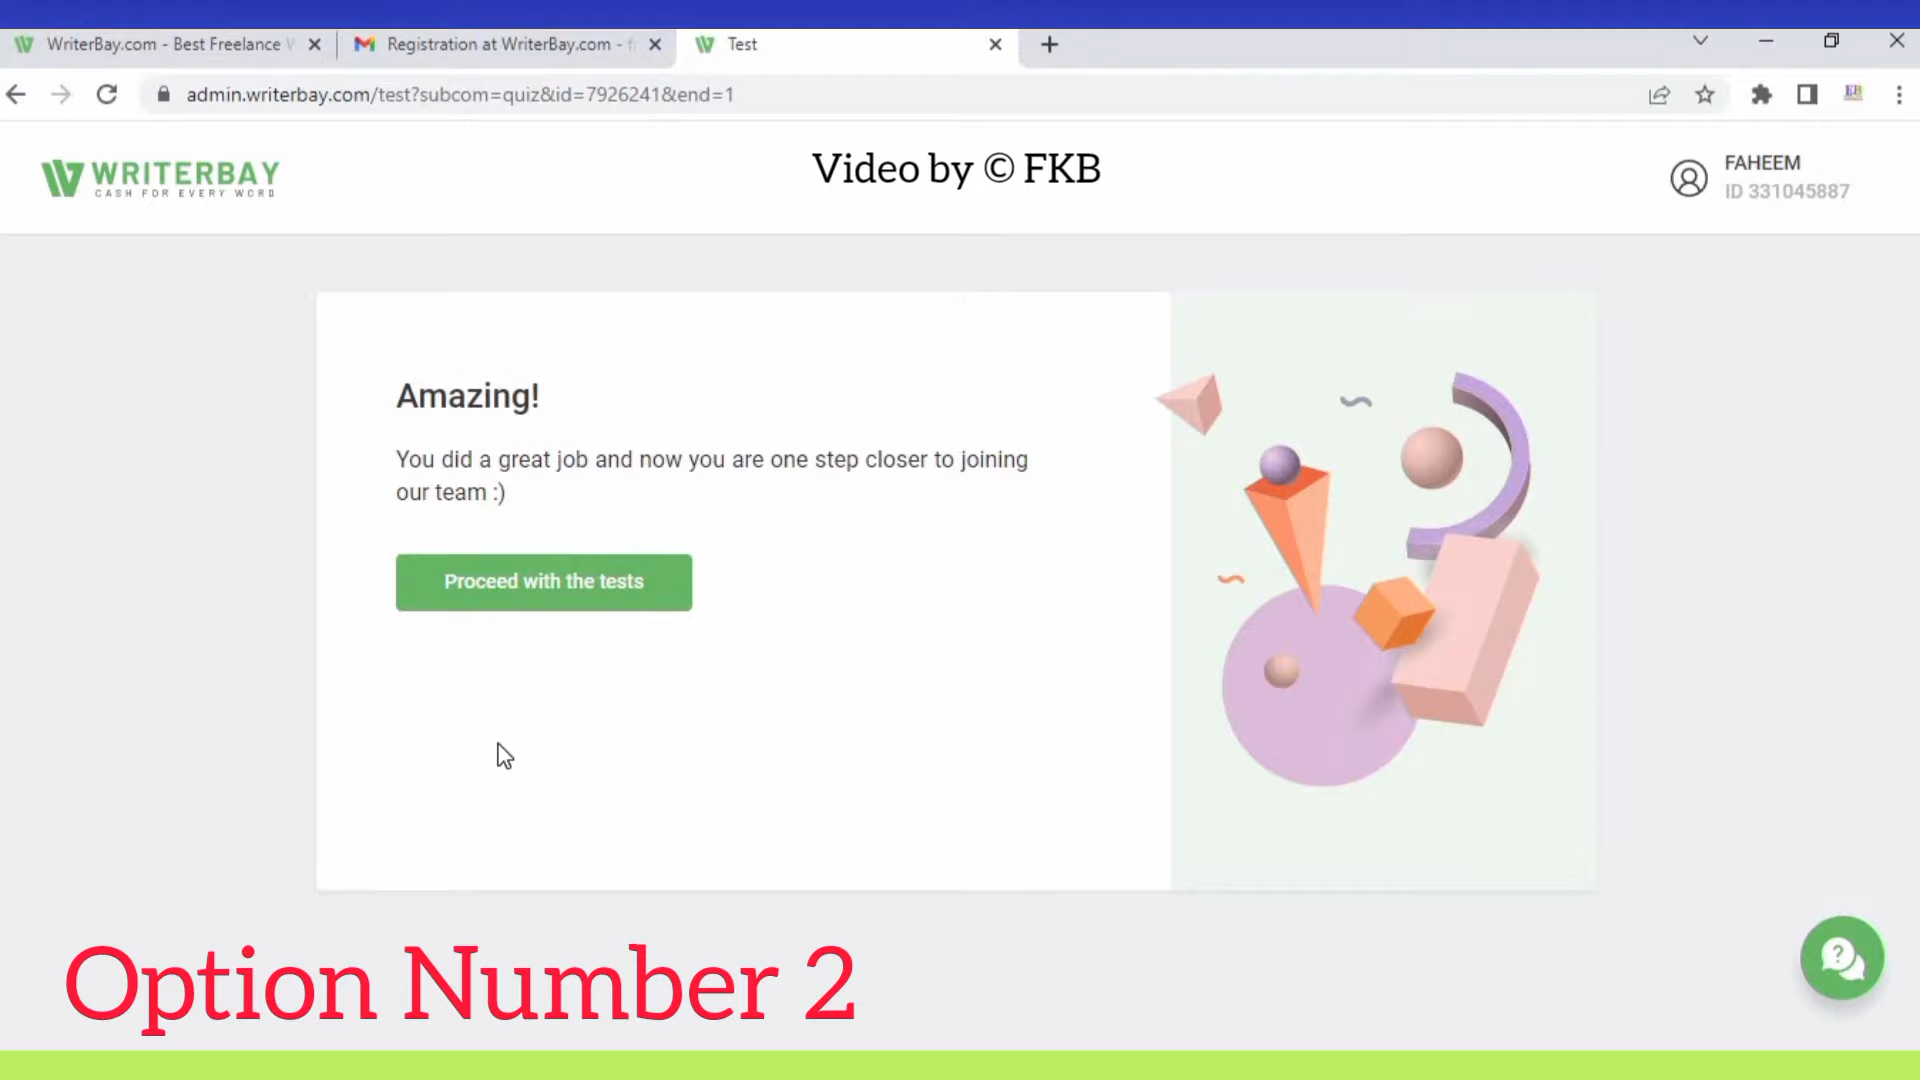 WriterBay.com - Best Freelance
Registration at WriterBay.com -
Test
admin.writerbay.com/test?subcom=quiz&id=7926241&end=1
EB
WRITERBAY
CASH FOR EVERY WORD
Video by © FKB
FAHEEM
ID 331045887
Amazing!
You did a great job and now you are one step closer to joining
our team :)
Proceed with the tests
Option Number 2
?